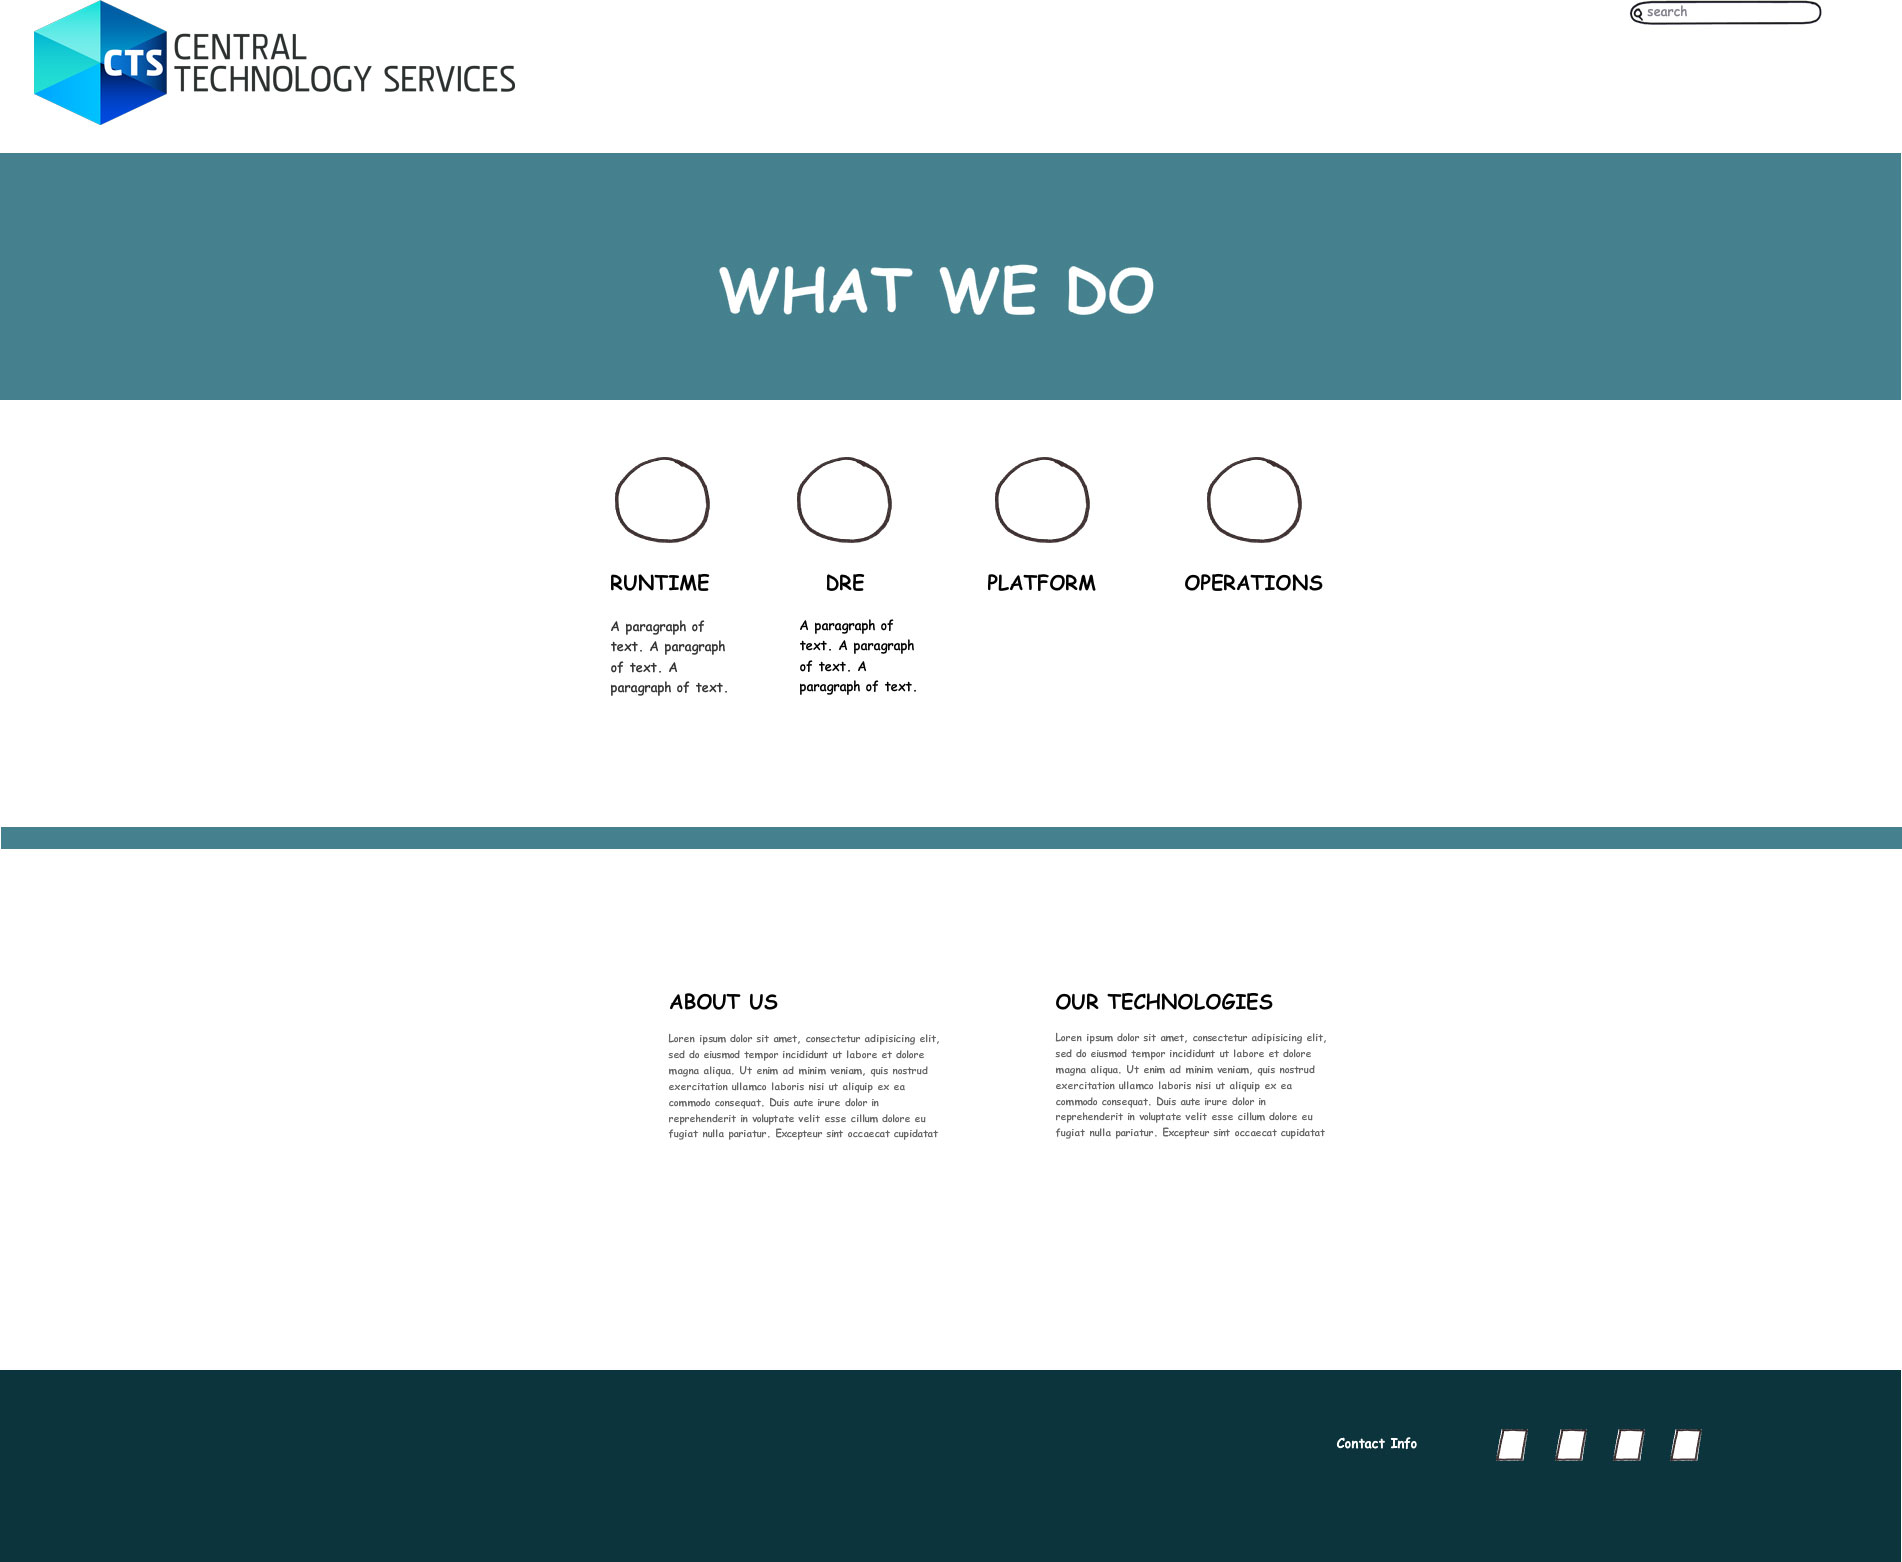 CTS
CENTRAL
TECHNOLOGY SERVICES
search
WHAT WE DO
RUNTIME
DRE
PLATFORM
OPERATIONS
A paragraph of
text. A paragraph
of text. A
paragraph of text.
A paragraph of
text. A paragraph
of text. A
paragraph of text.
ABOUT US
Loren ipsum dolor sit amet, consectetur adipisicing elit,
sed do eiusmod tempor incididunt ut labore et dolore
magna aliqua. Ut enim ad minim veniam, quis nostrud
exercitation ullamco laboris nisi ut aliquip ex ea
commodo consequat. Duis aute irure dolor in
reprehenderit in voluptate velit esse cillum dolore eu
fugiat nulla pariatur. Excepteur sint occaecat cupidatat
OUR TECHNOLOGIES
Loren ipsum dolor sit amet, consectetur adipisicing elit,
sed do eiusmod tempor incididunt ut labore et dolore
magna aliqua. Ut enim ad minim veniam, quis nostrud
exercitation ullamco laboris nisi ut aliquip ex ea
commodo consequat. Duis aute irure dolor in
reprehenderit in voluptate velit esse cillum dolore eu
fugiat nulla pariatur. Excepteur sint occaecat cupidatat
Contact Info